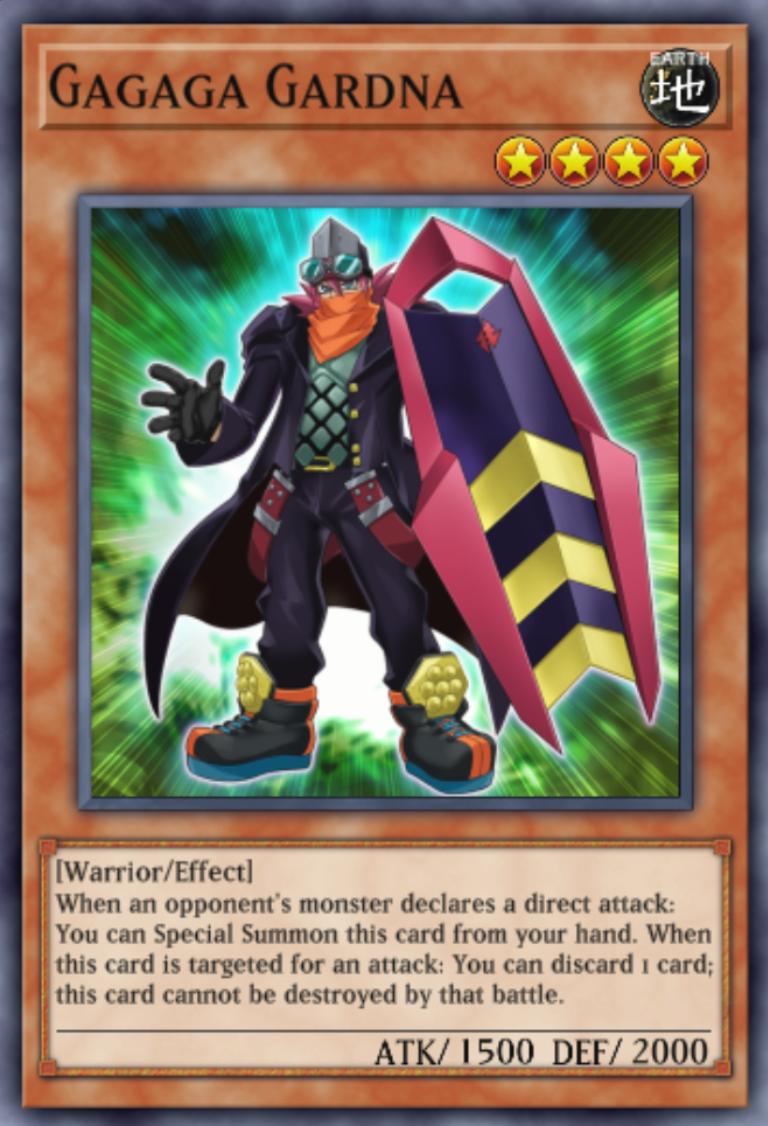 Gagaga Gardna
EARTH
地
[Warrior/Effect]
When an opponent's monster declares a direct attack:
You can Special Summon this card from your hand. When
this card is targeted for an attack: You can discard 1 card;
this card cannot be destroyed by that battle.
ATK/ 1500 DEF/ 2000